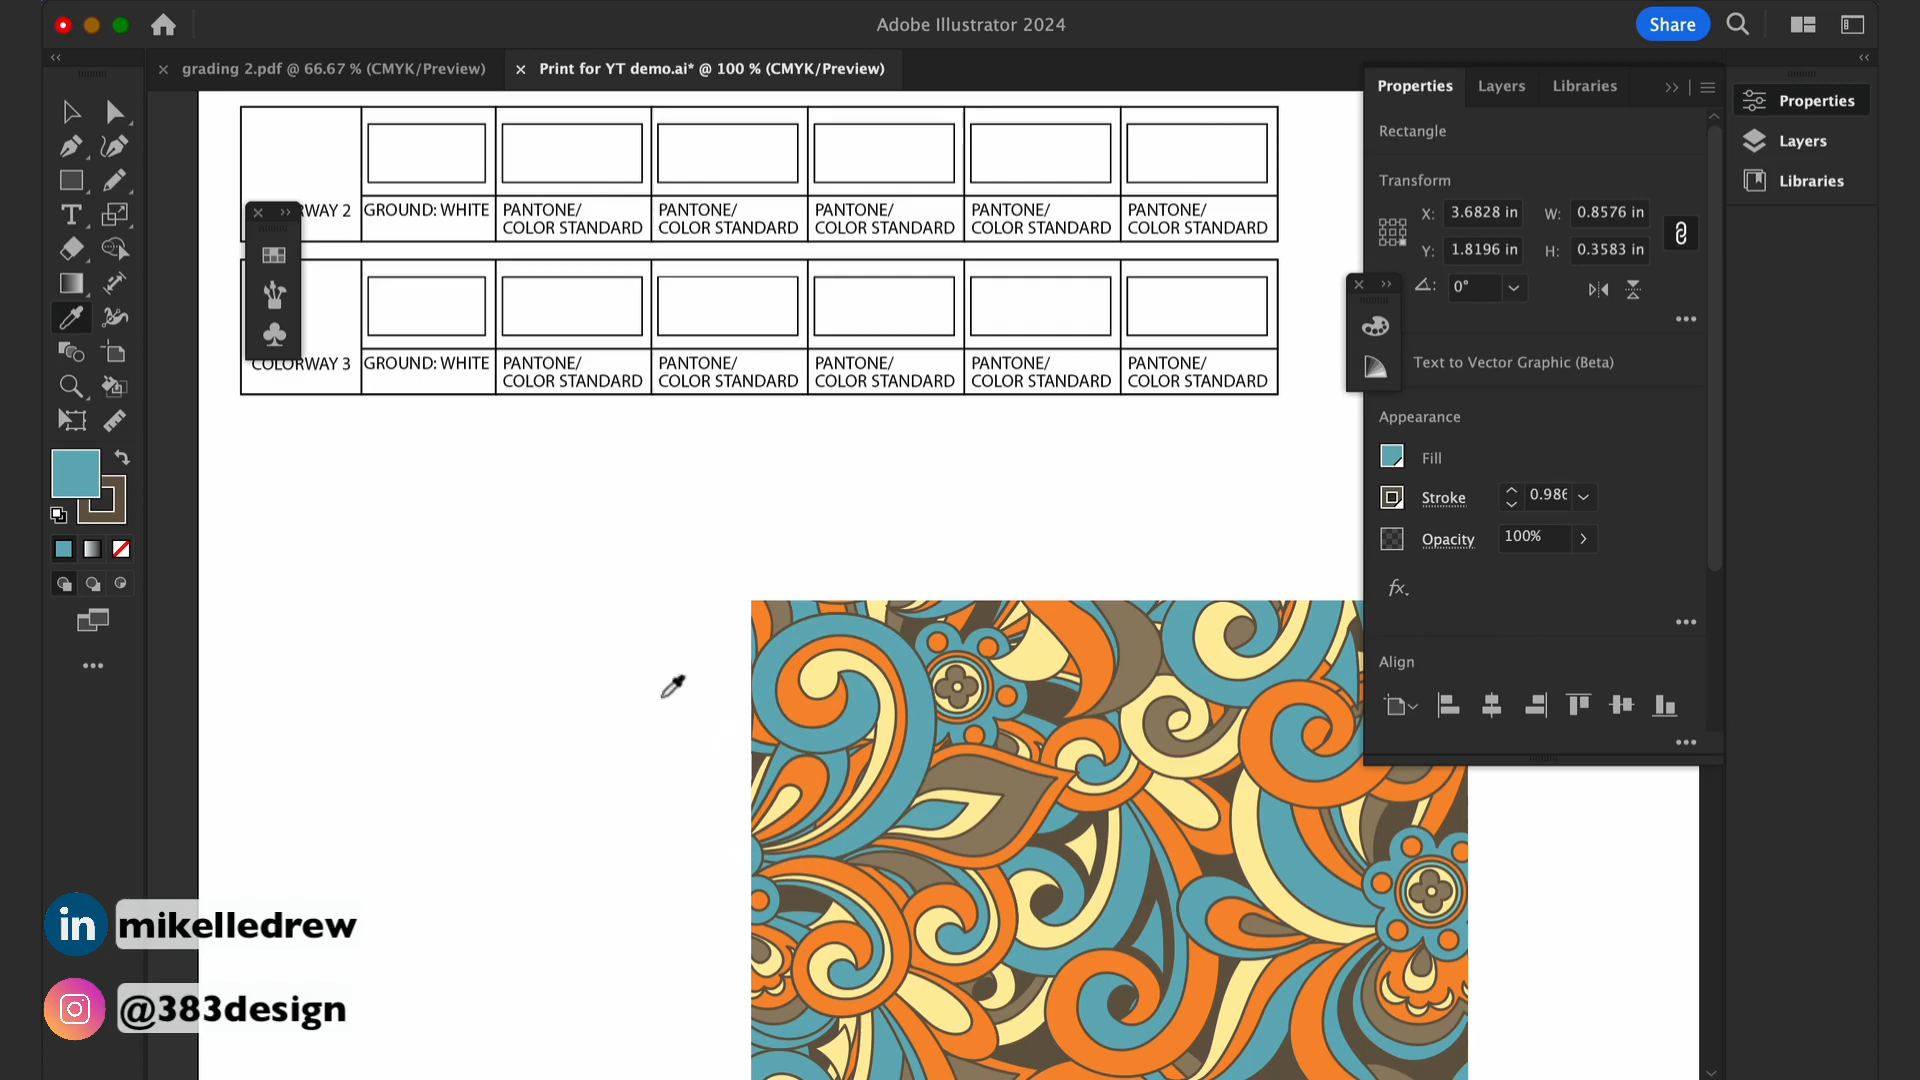 Adobe Illustrator 2024
Share
grading 2.pdf @ 66.67 % (CMYK/Preview)
Print for YT demo.ai* @ 100 % (CMYK/Preview)
Properties
Layers
Libraries
Properties
Layers
Libraries
Rectangle
Transform
X: 3.6828 in W: 0.8576 in
Y: 1.8196 in H: 0.3583 in
0°
Text to Vector Graphic (Beta)
Appearance
Fill
Stroke 0.986
Opacity 100%
fx.
Align
RWAY 2 GROUND: WHITE PANTONE/ PANTONE/ PANTONE/ PANTONE/ PANTONE/
COLOR STANDARD COLOR STANDARD COLOR STANDARD COLOR STANDARD COLOR STANDARD
COLORWAY 3 GROUND: WHITE PANTONE/ PANTONE/ PANTONE/ PANTONE/ PANTONE/
COLOR STANDARD COLOR STANDARD COLOR STANDARD COLOR STANDARD COLOR STANDARD
in mikelledrew
@383design